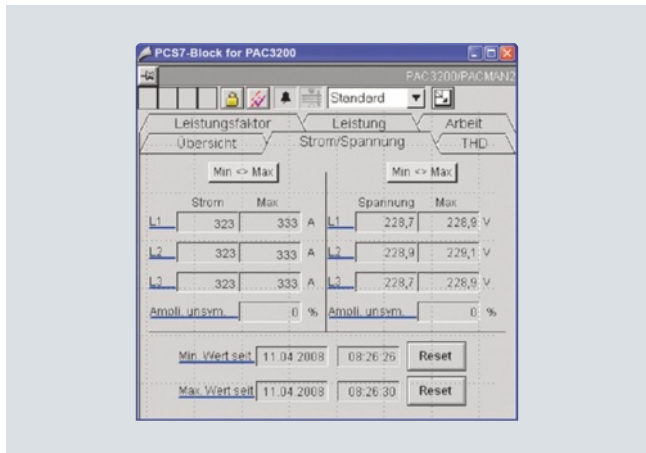 PCS7-Block for PAC3200
PAC3200/PACMAN2
Standard
Leistungsfaktor Leistung Arbeit
Übersicht Strom/Spannung THD
Min <> Max Min <> Max
Strom Max Spannung Max
L1 323 333 A L1 228,7 228,9 V
L2 323 333 A L2 228,9 229,1 V
L3 323 333 A L3 228,7 228,9 V
Ampli. unsym. 0 % Ampli. unsym. 0 %
Min. Wert seit 11.04.2008 08:26:26 Reset
Max. Wert seit 11.04.2008 08:26:30 Reset